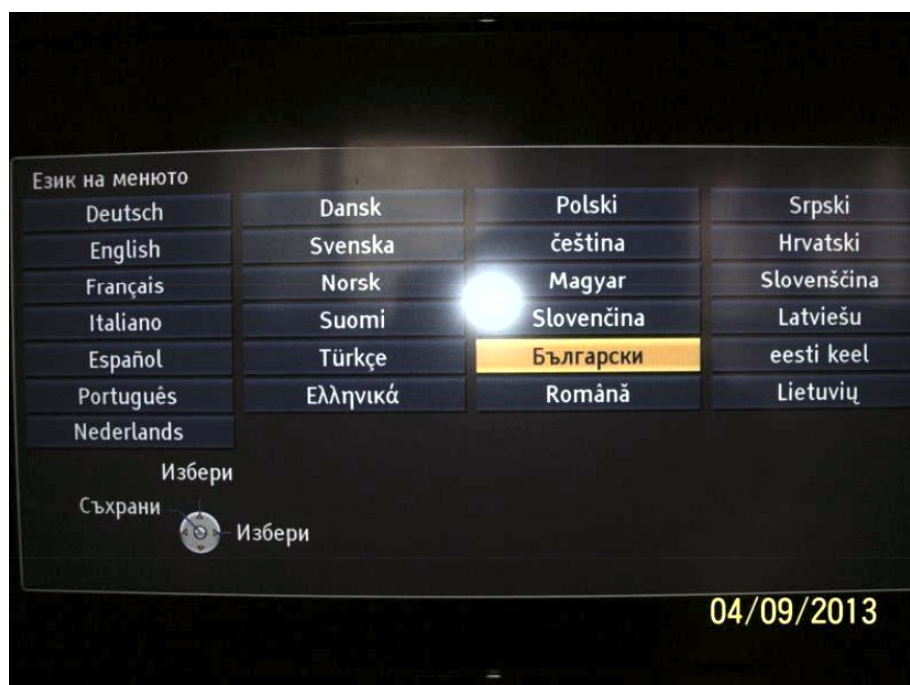 Език на менюто
Deutsch Dansk Polski Srpski
English Svenska čeština Hrvatski
Français Norsk Magyar Slovenščina
Italiano Suomi Slovenčina Latviešu
Español Türkçe Български eesti keel
Português Ελληνικά Română Lietuvių
Nederlands
Избери
Съхрани
Избери
04/09/2013